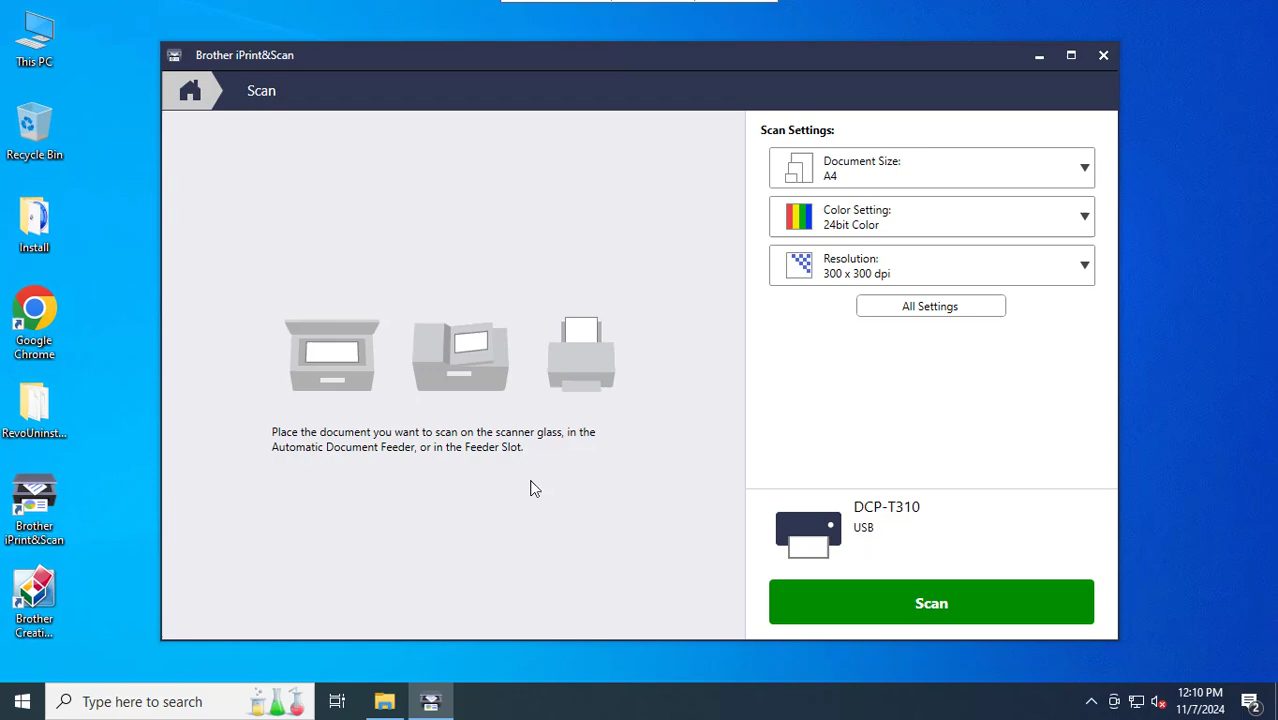 This PC
Recycle Bin
Install
Google
Chrome
RevoUninst...
Brother
iPrint&Scan
Brother
Creati...
Brother iPrint&Scan
Scan
Place the document you want to scan on the scanner glass, in the
Automatic Document Feeder, or in the Feeder Slot.
Scan Settings:
Document Size:
A4
Color Setting:
24bit Color
Resolution:
300 x 300 dpi
All Settings
DCP-T310
USB
Scan
Type here to search
12:10 PM
11/7/2024
2